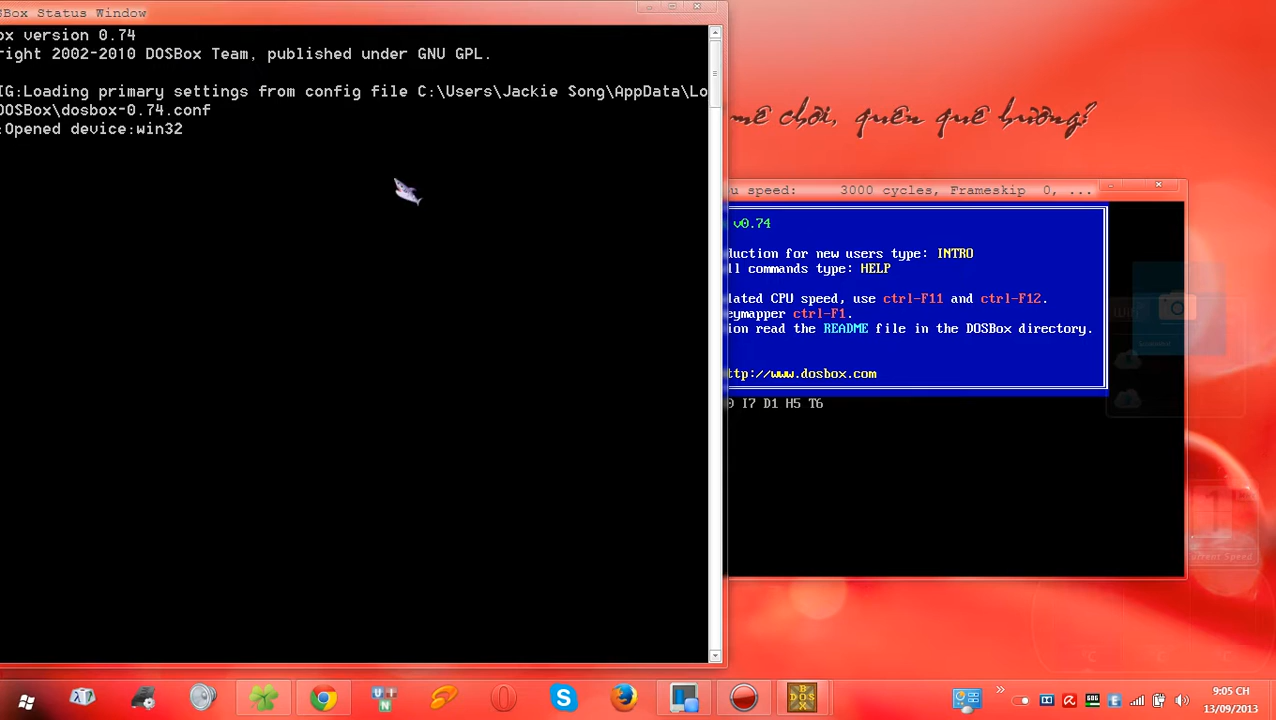 SBox Status Window
ox version 0.74
right 2002-2010 DOSBox Team, published under GNU GPL.
IG:Loading primary settings from config file C:\Users\Jackie Song\AppData\Lo
DOSBox\dosbox-0.74.conf
:Opened device:win32
mê chơi, quên quê hương?
u speed: 3000 cycles, Frameskip 0, ...
v0.74
duction for new users type: INTRO
ll commands type: HELP
lated CPU speed, use ctrl-F11 and ctrl-F12.
eymapper ctrl-F1.
ion read the README file in the DOSBox directory.
ttp://www.dosbox.com
0 I7 D1 H5 T6
9:05 CH
13/09/2013